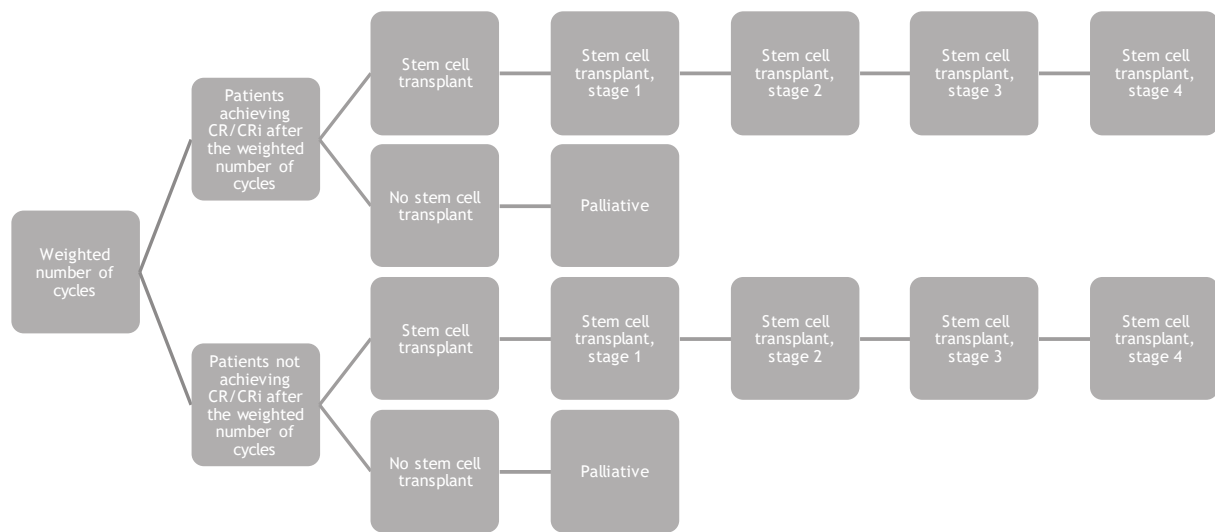 Stem cell
transplant
Stem cell
transplant,
stage 1
Stem cell
transplant,
stage 2
Stem cell
transplant,
stage 3
Stem cell
transplant,
stage 4
Patients
achieving
CR/CRi after
the weighted
number of
cycles
No stem cell
transplant
Palliative
Weighted
number of
cycles
Stem cell
transplant
Stem cell
transplant,
stage 1
Stem cell
transplant,
stage 2
Stem cell
transplant,
stage 3
Stem cell
transplant,
stage 4
Patients not
achieving
CR/CRi after
the weighted
number of
cycles
No stem cell
transplant
Palliative